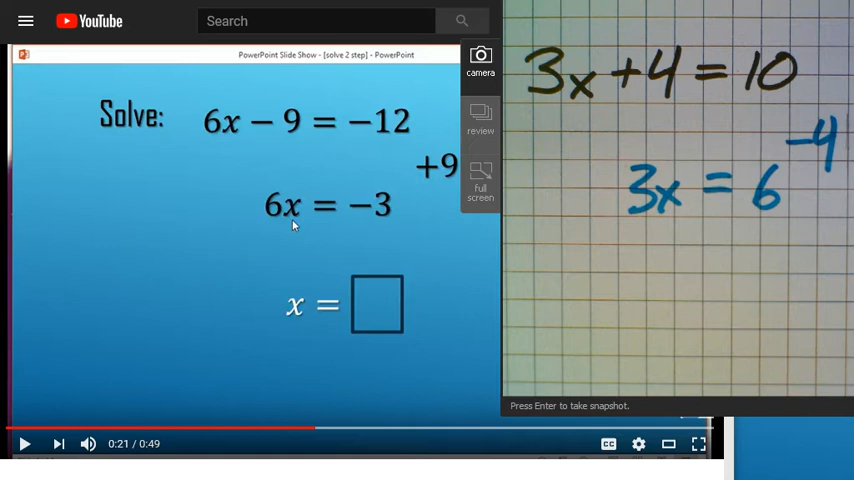 YouTube
Search
PowerPoint Slide Show - [solve 2 step] - PowerPoint
Solve:
6x − 9 = −12
+9
6x = −3
x =
camera
review
full
screen
3x + 4 = 10
−4
3x = 6
Press Enter to take snapshot.
0:21 / 0:49
CC